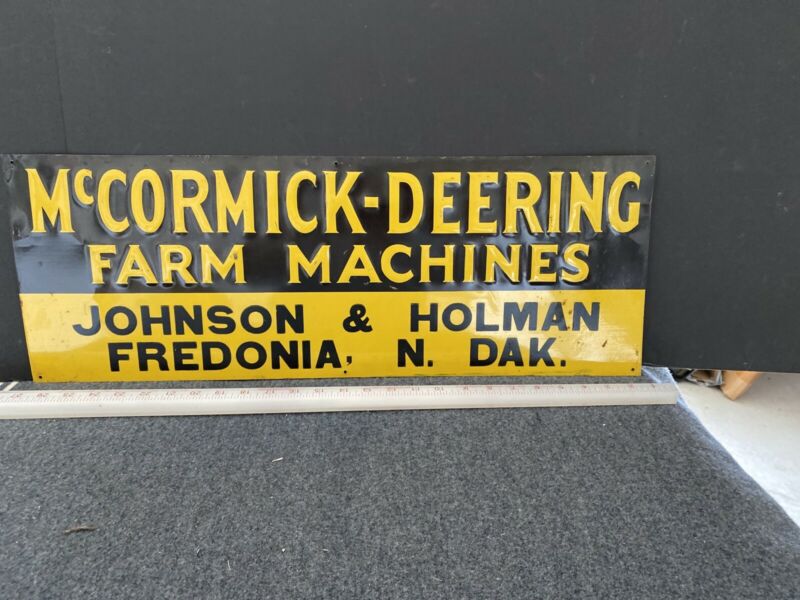 McCORMICK-DEERING
FARM MACHINES
JOHNSON & HOLMAN
FREDONIA, N. DAK.